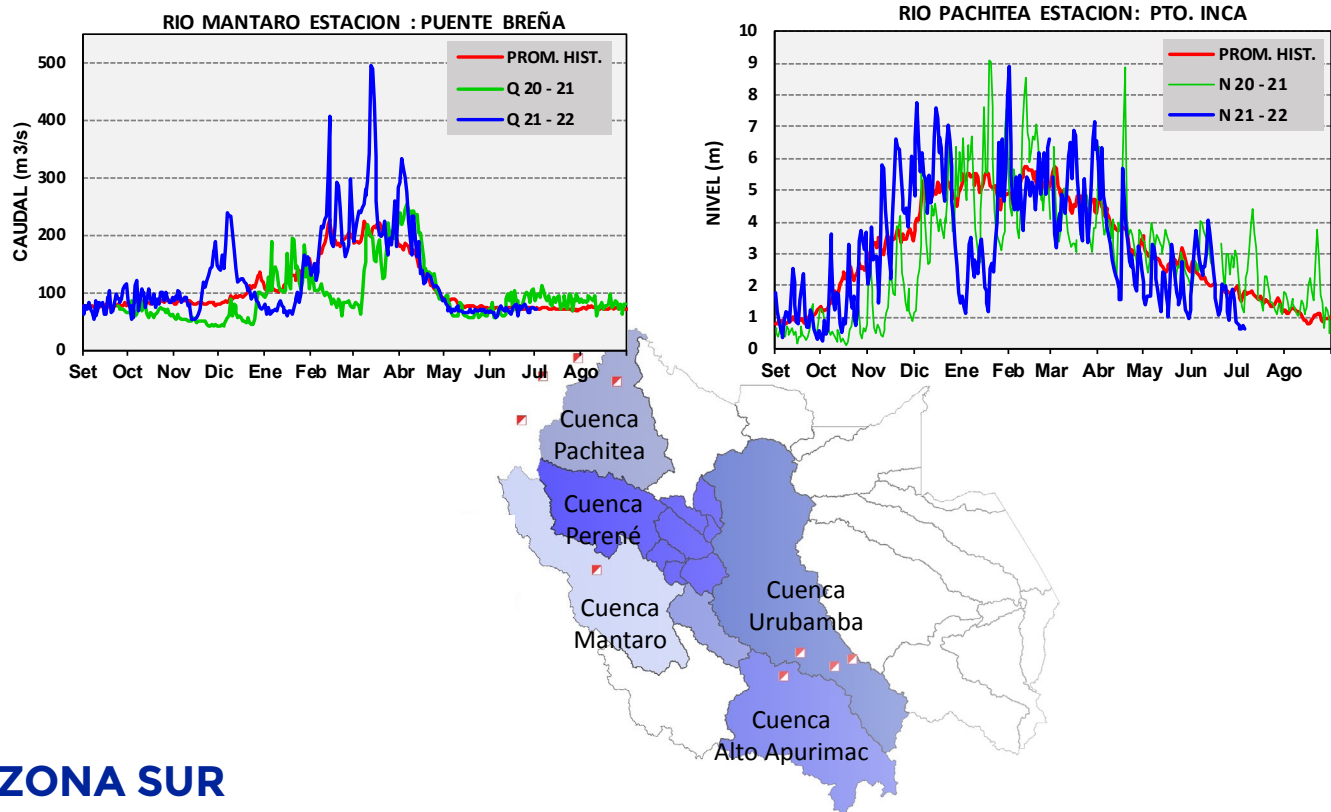 RIO MANTARO ESTACION : PUENTE BREÑA
CAUDAL (m 3/s)
500
400
300
200
100
0
PROM. HIST.
Q 20 - 21
Q 21 - 22
Set Oct Nov Dic Ene Feb Mar Abr May Jun Jul Ago
RIO PACHITEA ESTACION: PTO. INCA
NIVEL (m)
10
9
8
7
6
5
4
3
2
1
0
PROM. HIST.
N 20 - 21
N 21 - 22
Set Oct Nov Dic Ene Feb Mar Abr May Jun Jul Ago
Cuenca
Pachitea
Cuenca
Perené
Cuenca
Mantaro
Cuenca
Urubamba
Cuenca
Alto Apurimac
ZONA SUR